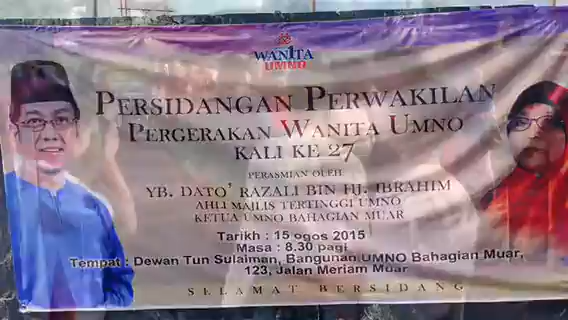 WANITA
UMNO
PERSIDANGAN PERWAKILAN
PERGERAKAN WANITA UMNO
KALI KE 27
PERASMIAN OLEH:
YB. DATO' RAZALI BIN HJ. IBRAHIM
AHLI MAJLIS TERTINGGI UMNO
KETUA UMNO BAHAGIAN MUAR
Tarikh : 15 ogos 2015
Masa : 8.30 pagi
Tempat : Dewan Tun Sulaiman, Bangunan UMNO Bahagian Muar,
123, Jalan Meriam Muar
SELAMAT BERSIDANG